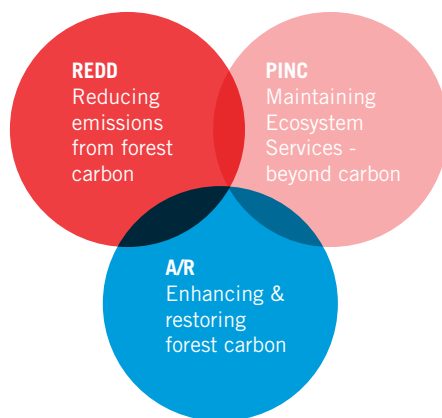 REDD
Reducing
emissions
from forest
carbon
PINC
Maintaining
Ecosystem
Services -
beyond carbon
A/R
Enhancing &
restoring
forest carbon